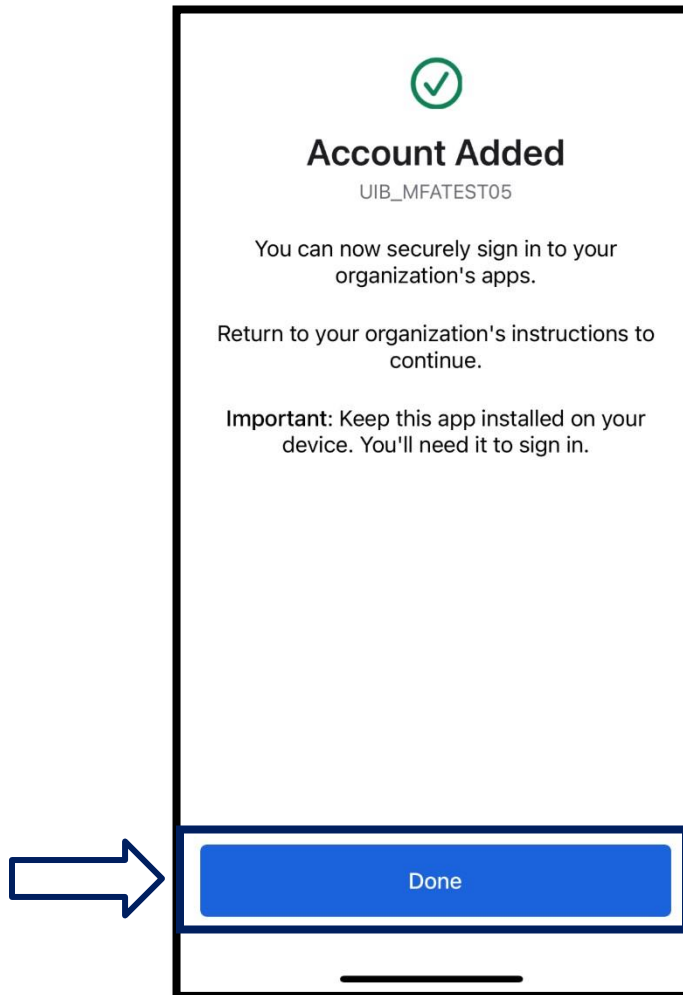 Account Added
UIB_MFATEST05
You can now securely sign in to your
organization's apps.
Return to your organization's instructions to
continue.
Important: Keep this app installed on your
device. You'll need it to sign in.
Done